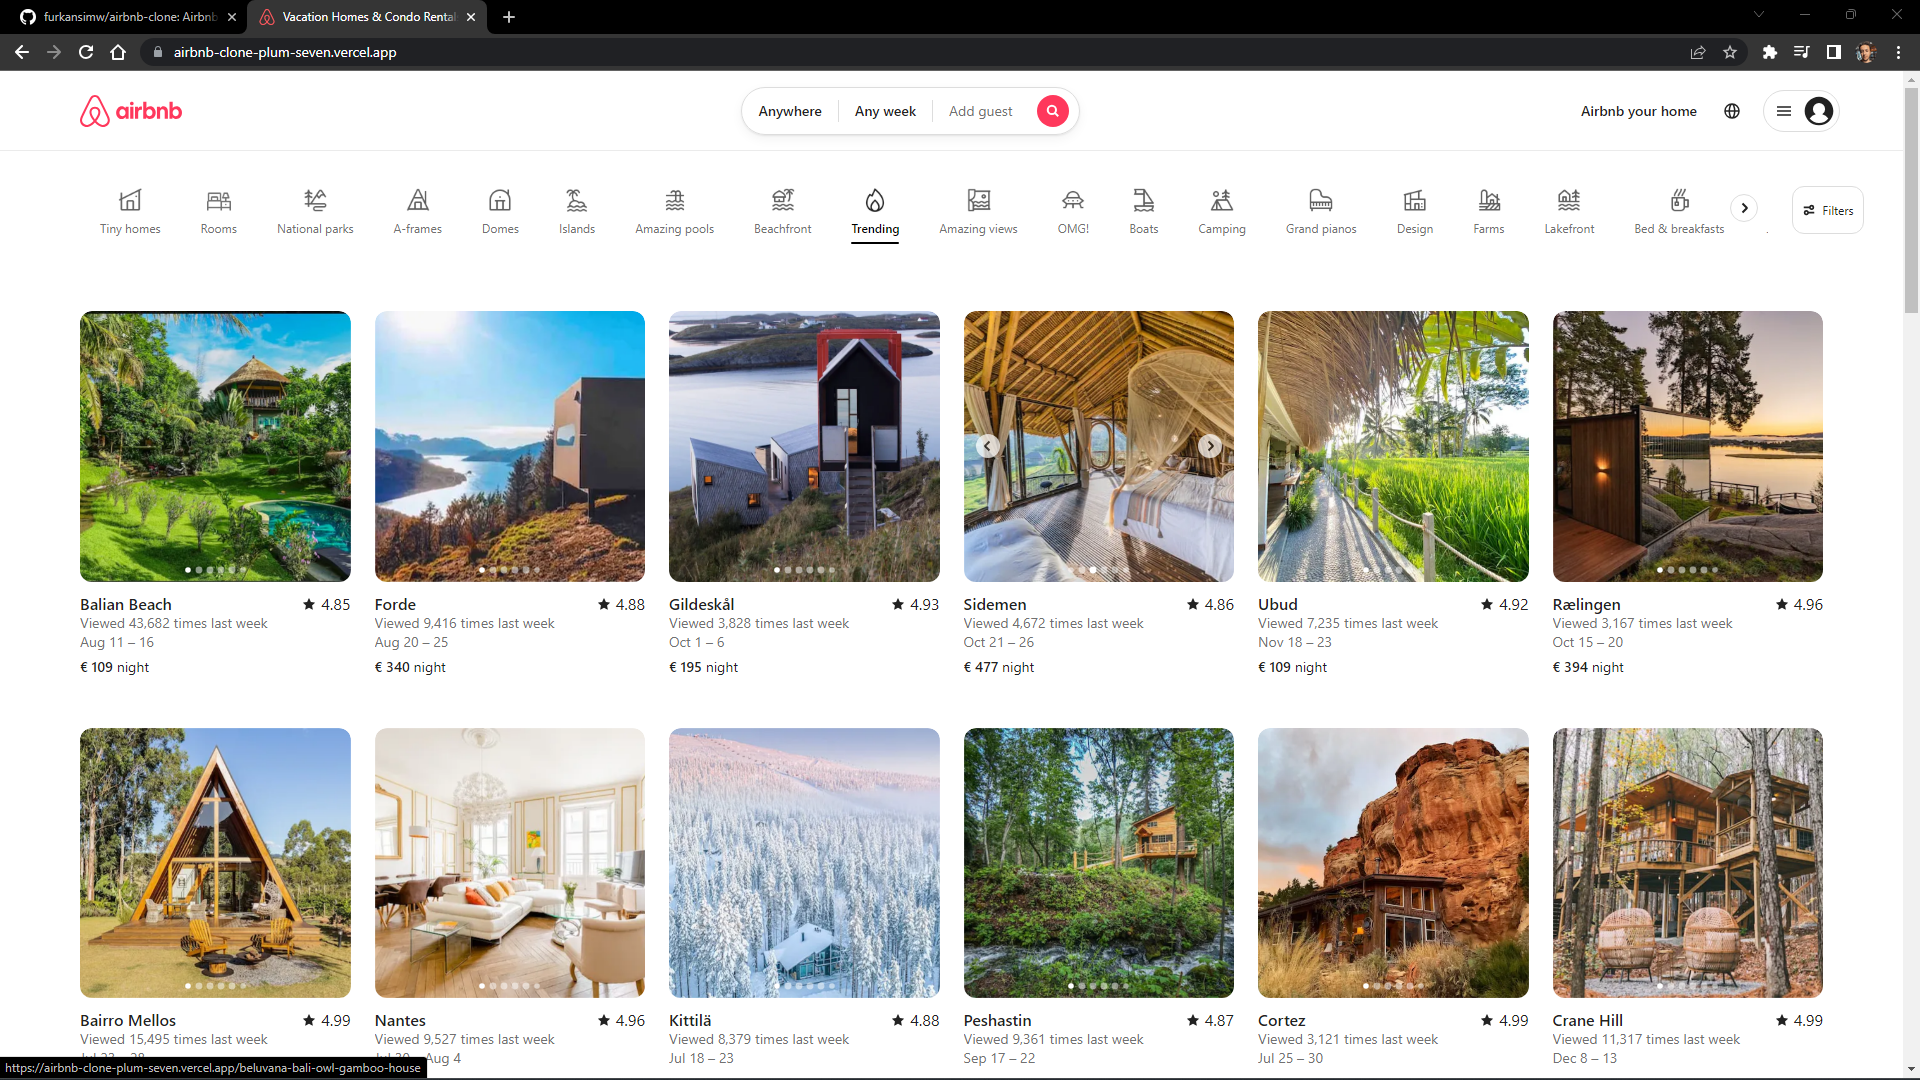 furkansimw/airbnb-clone: Airbnb
Vacation Homes & Condo Rental
airbnb-clone-plum-seven.vercel.app
airbnb
Anywhere
Any week
Add guest
Airbnb your home
Tiny homes
Rooms
National parks
A-frames
Domes
Islands
Amazing pools
Beachfront
Trending
Amazing views
OMG!
Boats
Camping
Grand pianos
Design
Farms
Lakefront
Bed & breakfasts
Filters
Balian Beach 4.85
Viewed 43,682 times last week
Aug 11 – 16
€ 109 night
Forde 4.88
Viewed 9,416 times last week
Aug 20 – 25
€ 340 night
Gildeskål 4.93
Viewed 3,828 times last week
Oct 1 – 6
€ 195 night
Sidemen 4.86
Viewed 4,672 times last week
Oct 21 – 26
€ 477 night
Ubud 4.92
Viewed 7,235 times last week
Nov 18 – 23
€ 109 night
Rælingen 4.96
Viewed 3,167 times last week
Oct 15 – 20
€ 394 night
Bairro Mellos 4.99
Viewed 15,495 times last week
Nantes 4.96
Viewed 9,527 times last week
Aug 4
Kittilä 4.88
Viewed 8,379 times last week
Jul 18 – 23
Peshastin 4.87
Viewed 9,361 times last week
Sep 17 – 22
Cortez 4.99
Viewed 3,121 times last week
Jul 25 – 30
Crane Hill 4.99
Viewed 11,317 times last week
Dec 8 – 13
https://airbnb-clone-plum-seven.vercel.app/beluvana-bali-owl-gamboo-house